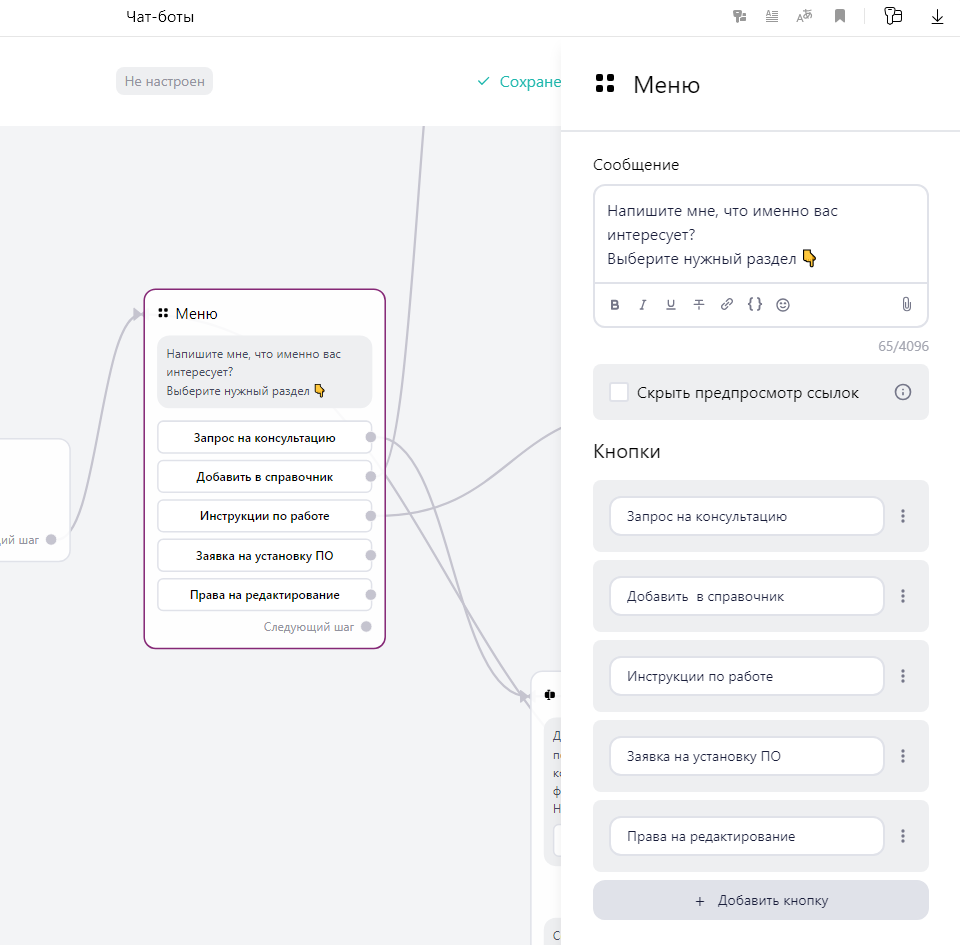 Чат-боты
Не настроен
Сохране
Меню
Напишите мне, что именно вас
интересует?
Выберите нужный раздел 👇
Запрос на консультацию
Добавить в справочник
Инструкции по работе
Заявка на установку ПО
Права на редактирование
Следующий шаг
ий шаг
Меню
Сообщение
Напишите мне, что именно вас
интересует?
Выберите нужный раздел 👇
65/4096
Скрыть предпросмотр ссылок
Кнопки
Запрос на консультацию
Добавить  в справочник
Инструкции по работе
Заявка на установку ПО
Права на редактирование
+ Добавить кнопку